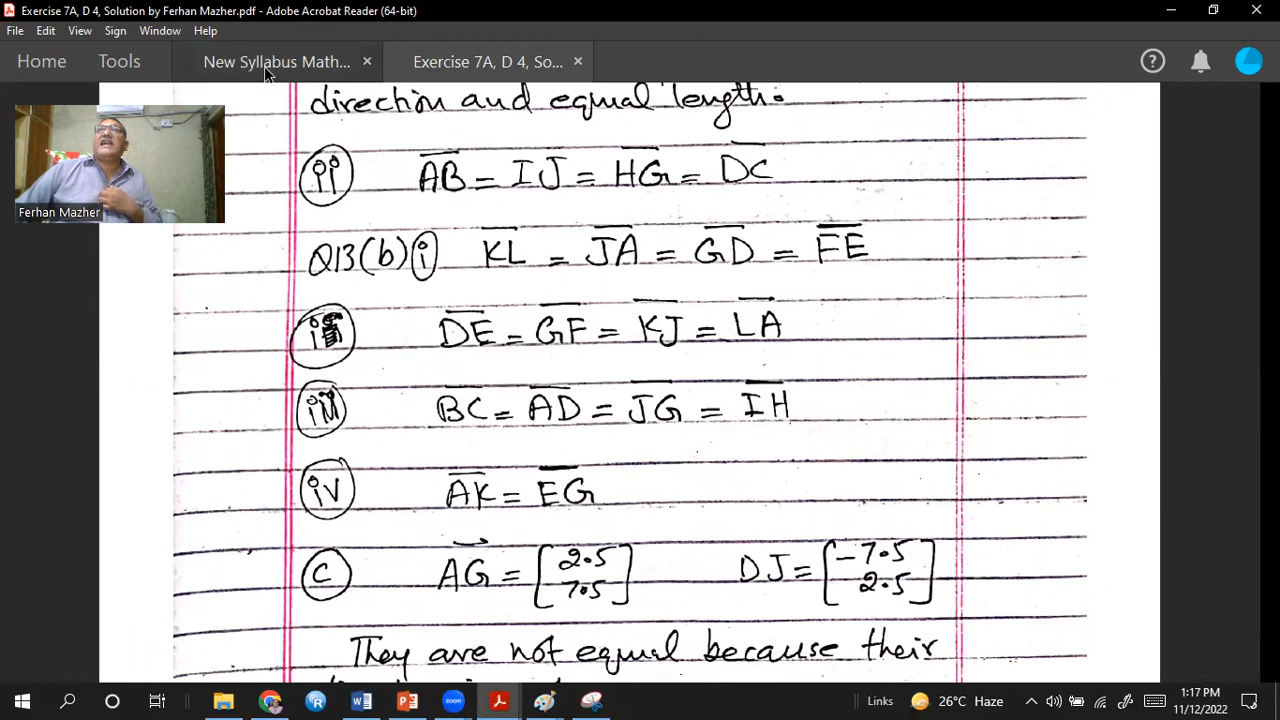 Exercise 7A, D 4, Solution by Ferhan Mazher.pdf - Adobe Acrobat Reader (64-bit)
File Edit View Sign Window Help
Home Tools New Syllabus Math... × Exercise 7A, D 4, So... ×
direction and equal length.
Ferhan Mazher
ii AB = IJ = HG = DC
Q13(b) i KL = JA = GD = FE
DE = GF = KJ = LA
iii BC = AD = JG = IH
iv AK = EG
c AG = [2.5 7.5] DJ = [-7.5 2.5]
They are not equal because their
Links 26°C Haze 1:17 PM
11/12/2022